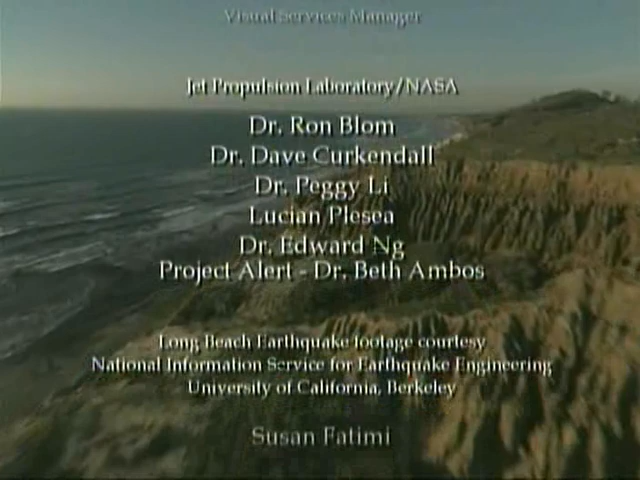 Visual Services Manager
Jet Propulsion Laboratory/NASA
Dr. Ron Blom
Dr. Dave Curkendall
Dr. Peggy Li
Lucian Plesea
Dr. Edward Ng
Project Alert - Dr. Beth Ambos
Long Beach Earthquake footage courtesy
National Information Service for Earthquake Engineering
University of California, Berkeley
Susan Fatimi